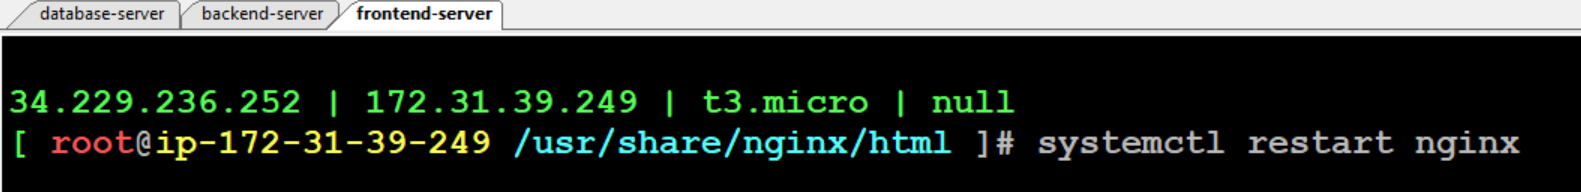 database-server backend-server frontend-server
34.229.236.252 | 172.31.39.249 | t3.micro | null
[ root@ip-172-31-39-249 /usr/share/nginx/html ]# systemctl restart nginx